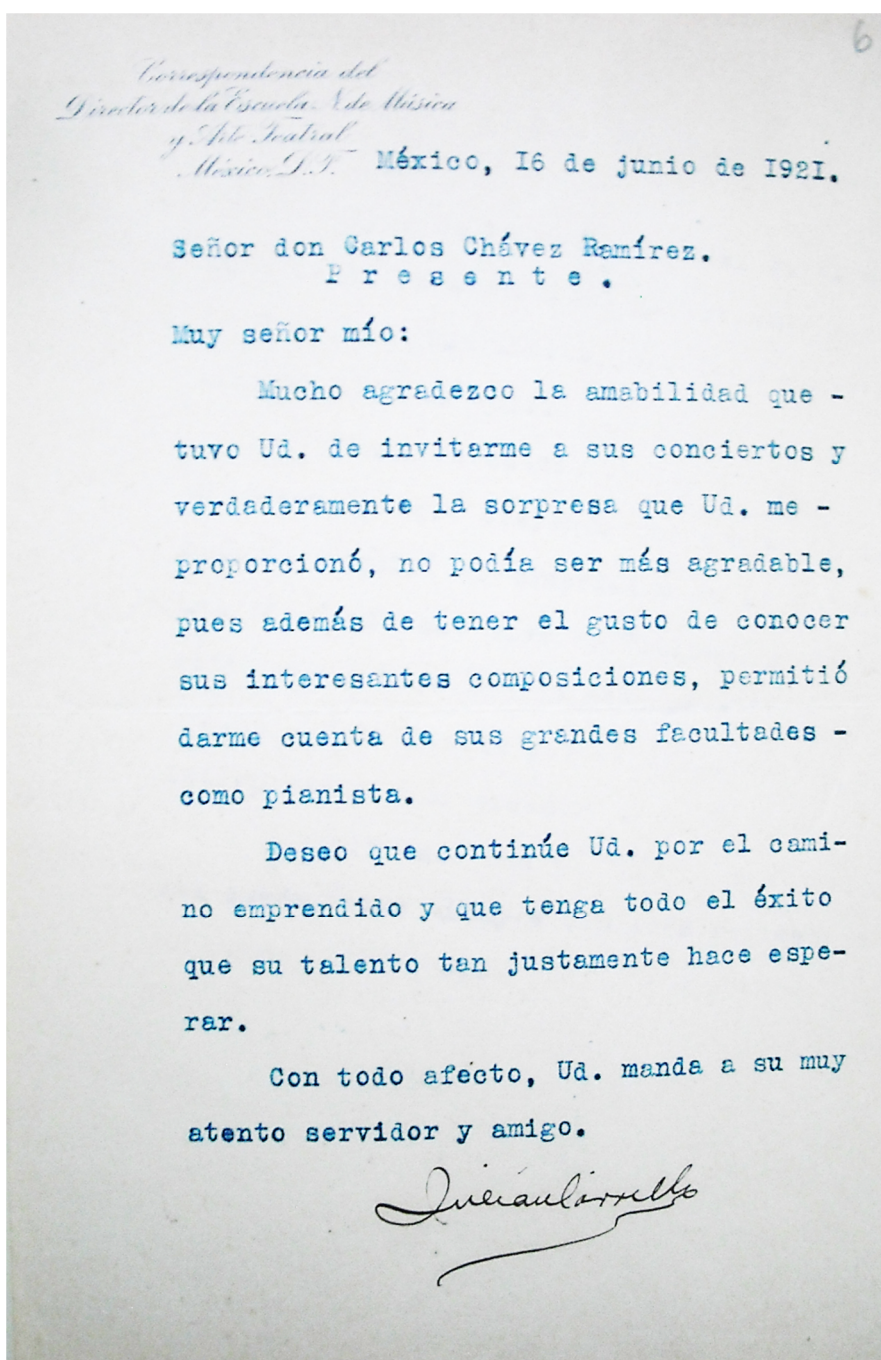 6
Correspondencia del
Director de la Escuela N. de Música
y Arte Teatral
México, D.F.
México, 16 de junio de 1921.
Señor don Carlos Chávez Ramírez.
P r e s e n t e .
Muy señor mío:
Mucho agradezco la amabilidad que -
tuvo Ud. de invitarme a sus conciertos y
verdaderamente la sorpresa que Ud. me -
proporcionó, no podía ser más agradable,
pues además de tener el gusto de conocer
sus interesantes composiciones, permitió
darme cuenta de sus grandes facultades -
como pianista.
Deseo que continúe Ud. por el cami-
no emprendido y que tenga todo el éxito
que su talento tan justamente hace espe-
rar.
Con todo afecto, Ud. manda a su muy
atento servidor y amigo.
Julián Carrillo